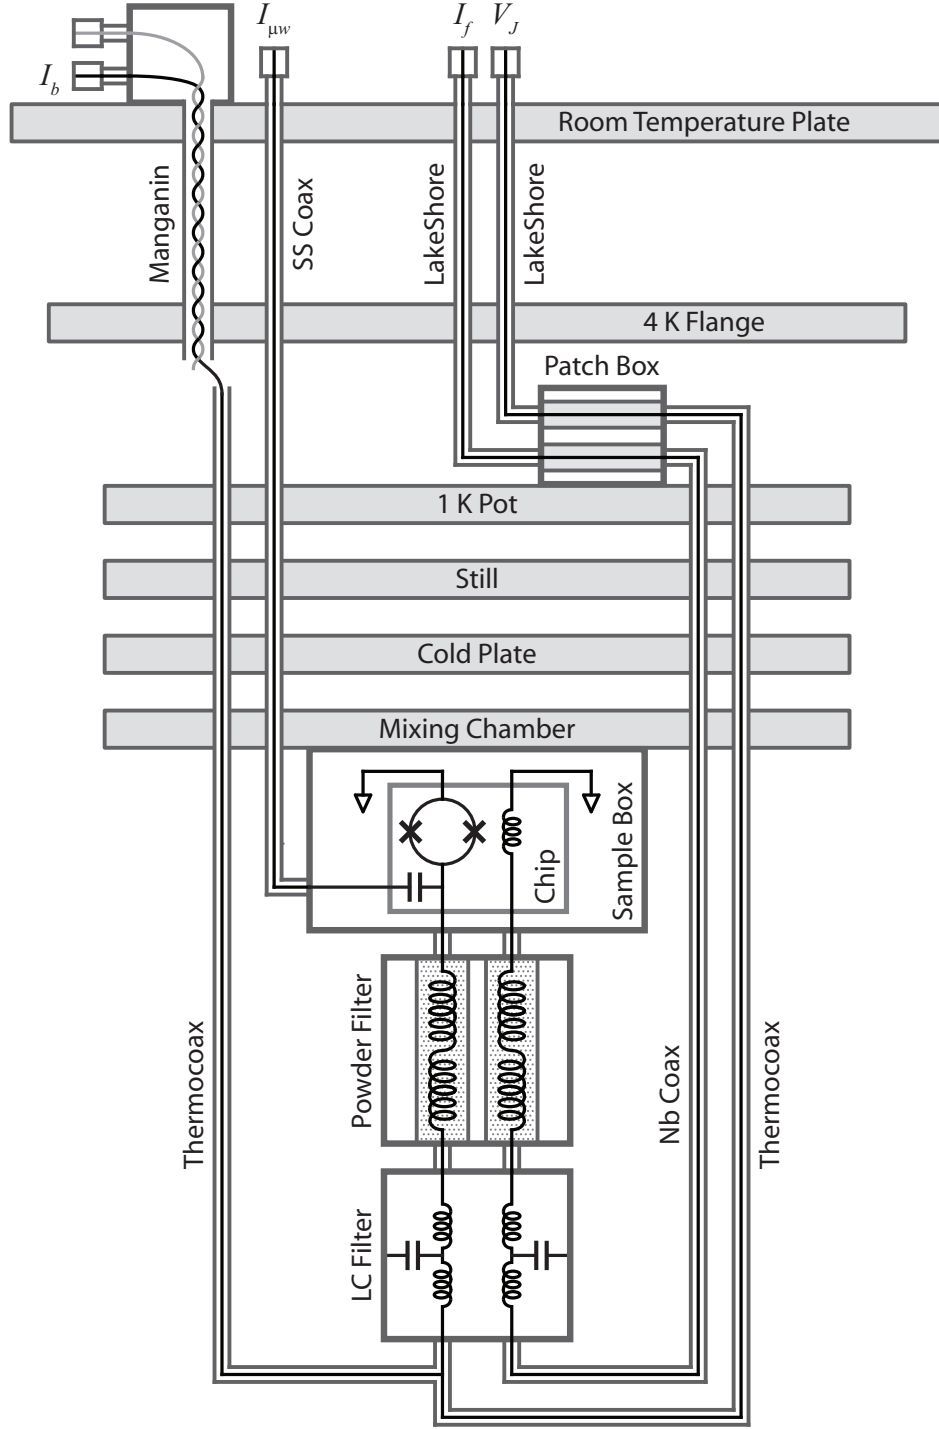 I_μw
I_f
V_J
I_b
Room Temperature Plate
Manganin
SS Coax
LakeShore
LakeShore
4 K Flange
Patch Box
1 K Pot
Still
Cold Plate
Mixing Chamber
Chip
Sample Box
Powder Filter
Thermocoax
Nb Coax
Thermocoax
LC Filter